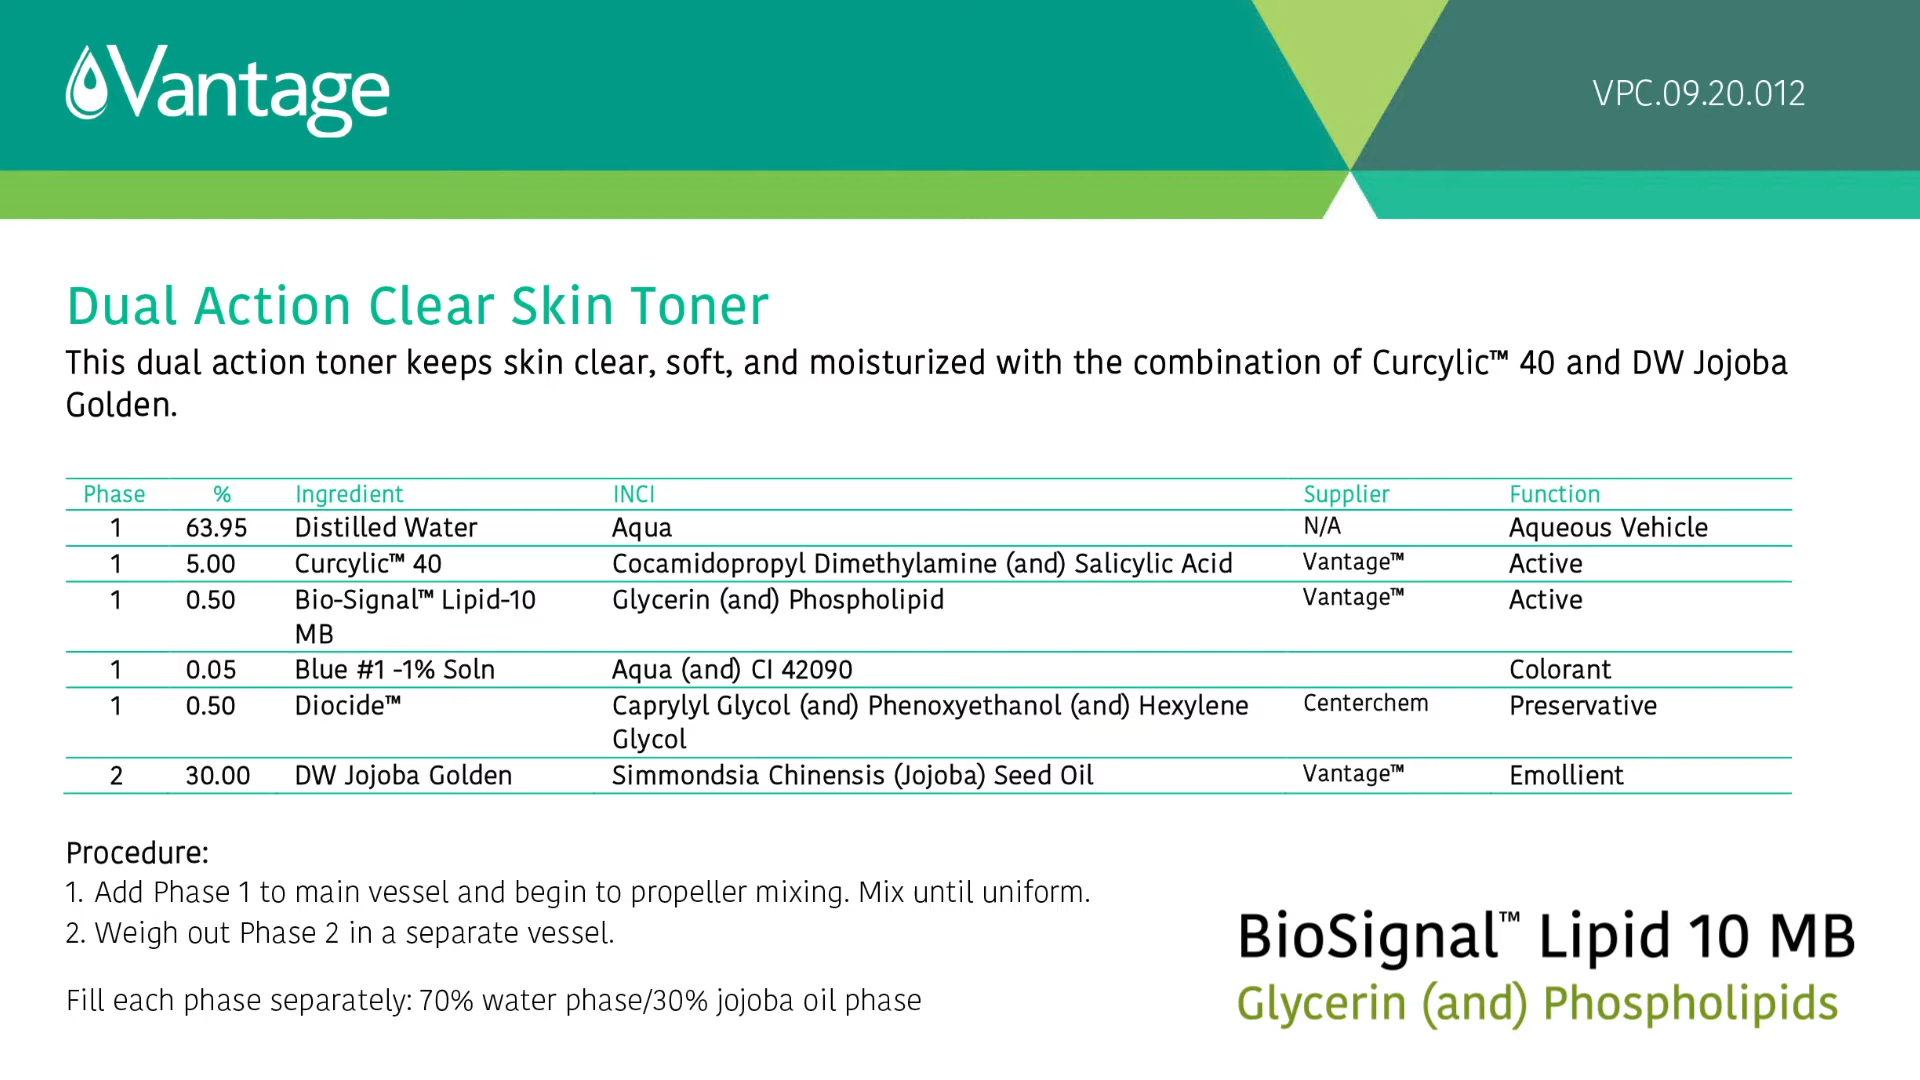 Vantage
VPC.09.20.012
Dual Action Clear Skin Toner
This dual action toner keeps skin clear, soft, and moisturized with the combination of Curcylic™ 40 and DW Jojoba
Golden.
Phase % Ingredient INCI Supplier Function
1 63.95 Distilled Water Aqua N/A Aqueous Vehicle
1 5.00 Curcylic™ 40 Cocamidopropyl Dimethylamine (and) Salicylic Acid Vantage™ Active
1 0.50 Bio-Signal™ Lipid-10 Glycerin (and) Phospholipid Vantage™ Active
MB
1 0.05 Blue #1 -1% Soln Aqua (and) CI 42090 Colorant
1 0.50 Diocide™ Caprylyl Glycol (and) Phenoxyethanol (and) Hexylene Centerchem Preservative
Glycol
2 30.00 DW Jojoba Golden Simmondsia Chinensis (Jojoba) Seed Oil Vantage™ Emollient
Procedure:
1. Add Phase 1 to main vessel and begin to propeller mixing. Mix until uniform.
2. Weigh out Phase 2 in a separate vessel.
Fill each phase separately: 70% water phase/30% jojoba oil phase
BioSignal™ Lipid 10 MB
Glycerin (and) Phospholipids